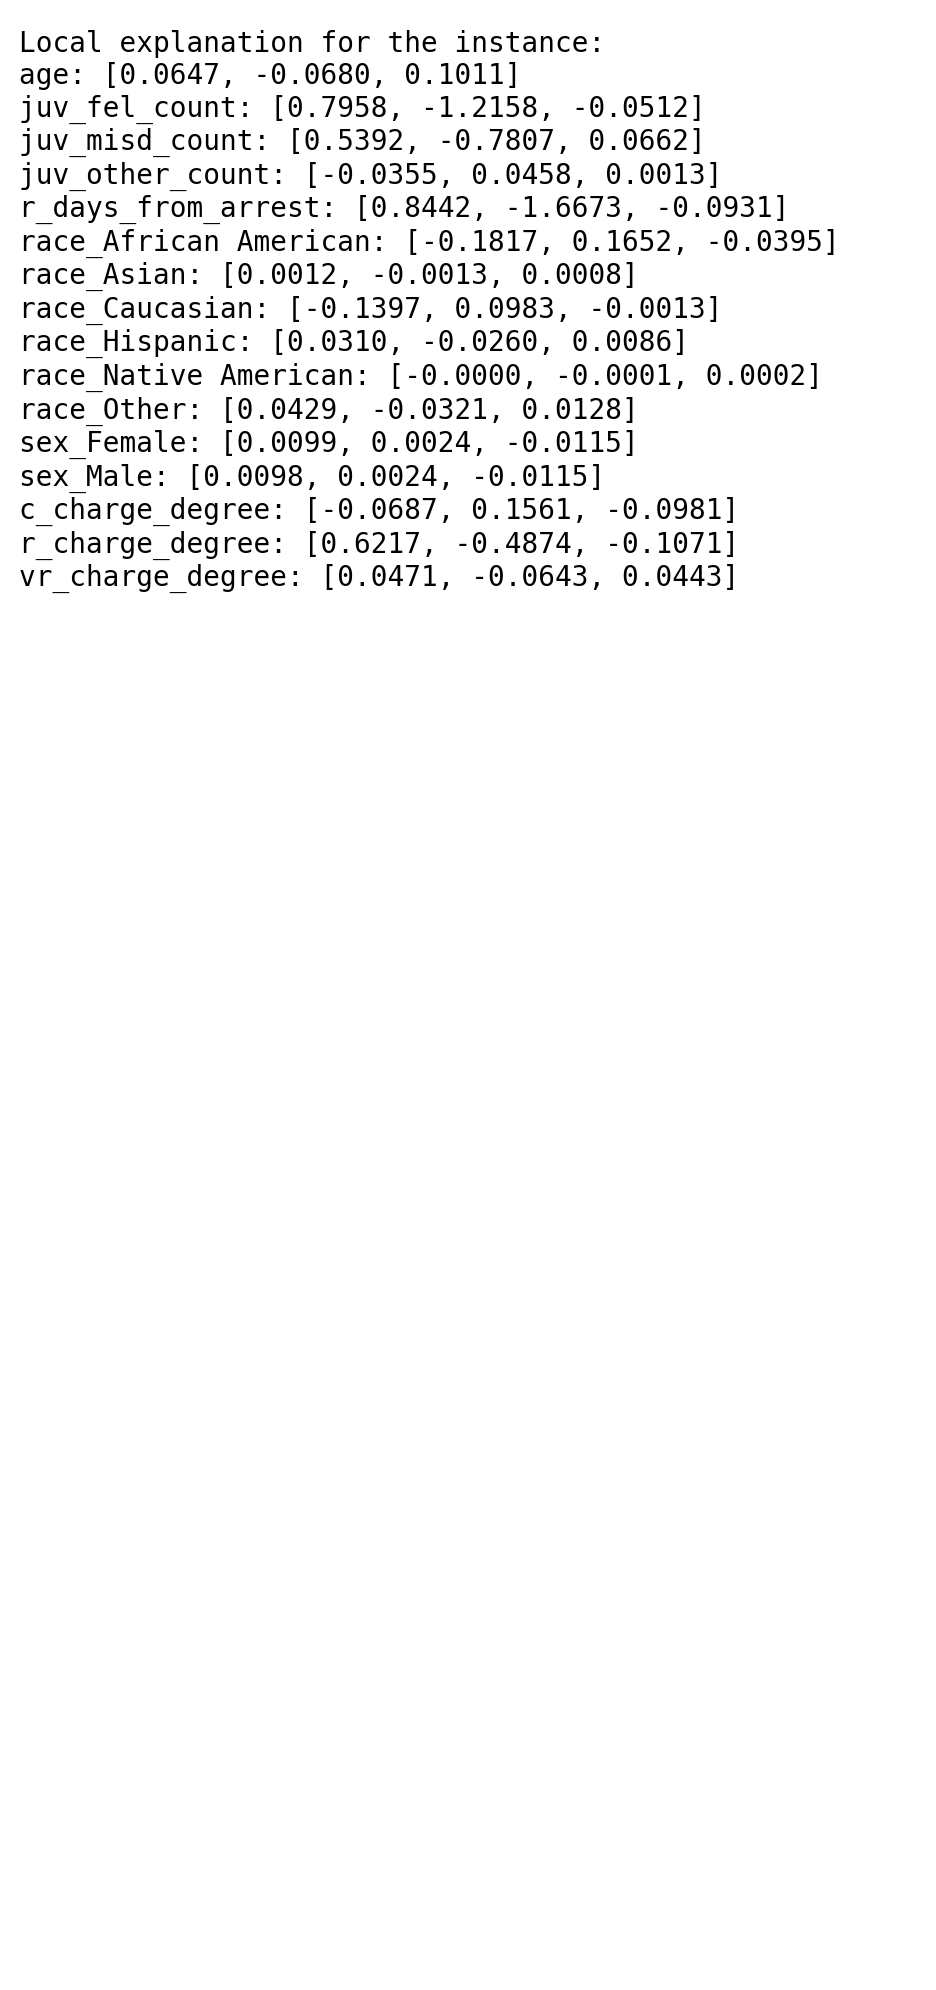 Local explanation for the instance:
age: [0.0647, -0.0680, 0.1011]
juv_fel_count: [0.7958, -1.2158, -0.0512]
juv_misd_count: [0.5392, -0.7807, 0.0662]
juv_other_count: [-0.0355, 0.0458, 0.0013]
r_days_from_arrest: [0.8442, -1.6673, -0.0931]
race_African American: [-0.1817, 0.1652, -0.0395]
race_Asian: [0.0012, -0.0013, 0.0008]
race_Caucasian: [-0.1397, 0.0983, -0.0013]
race_Hispanic: [0.0310, -0.0260, 0.0086]
race_Native American: [-0.0000, -0.0001, 0.0002]
race_Other: [0.0429, -0.0321, 0.0128]
sex_Female: [0.0099, 0.0024, -0.0115]
sex_Male: [0.0098, 0.0024, -0.0115]
c_charge_degree: [-0.0687, 0.1561, -0.0981]
r_charge_degree: [0.6217, -0.4874, -0.1071]
vr_charge_degree: [0.0471, -0.0643, 0.0443]